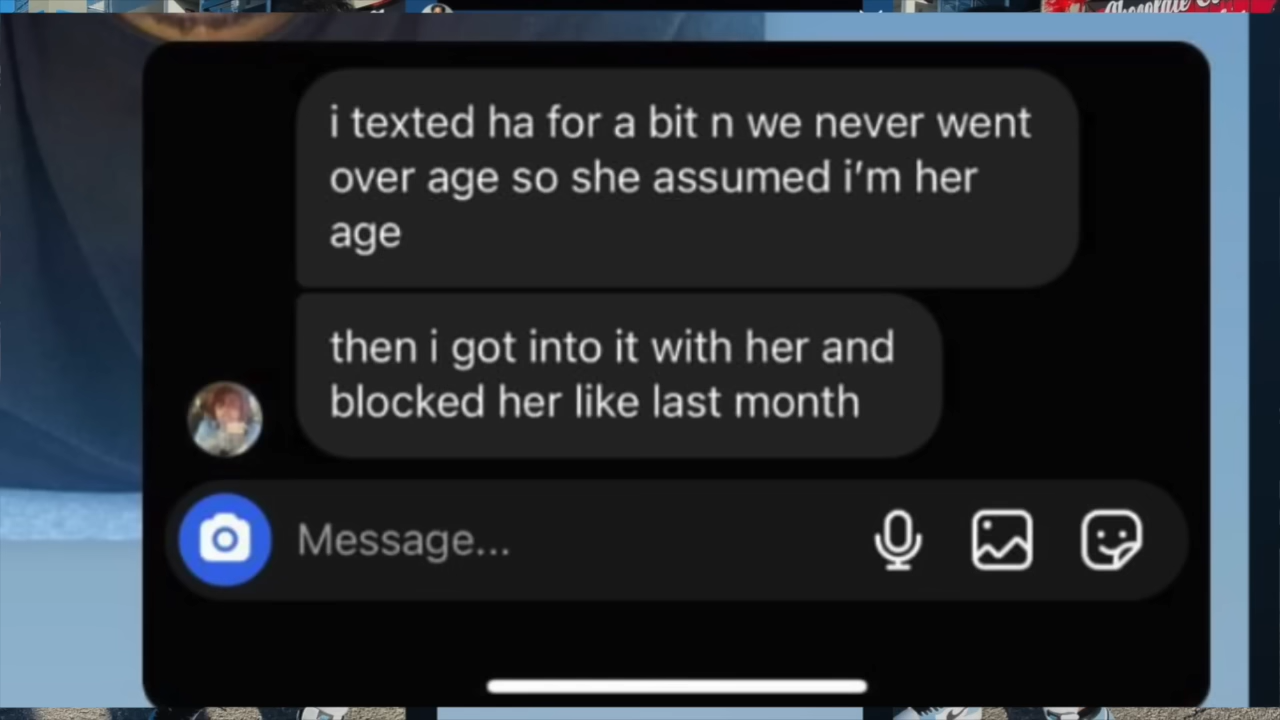 Chocolate
i texted ha for a bit n we never went
over age so she assumed i'm her
age
then i got into it with her and
blocked her like last month
Message...